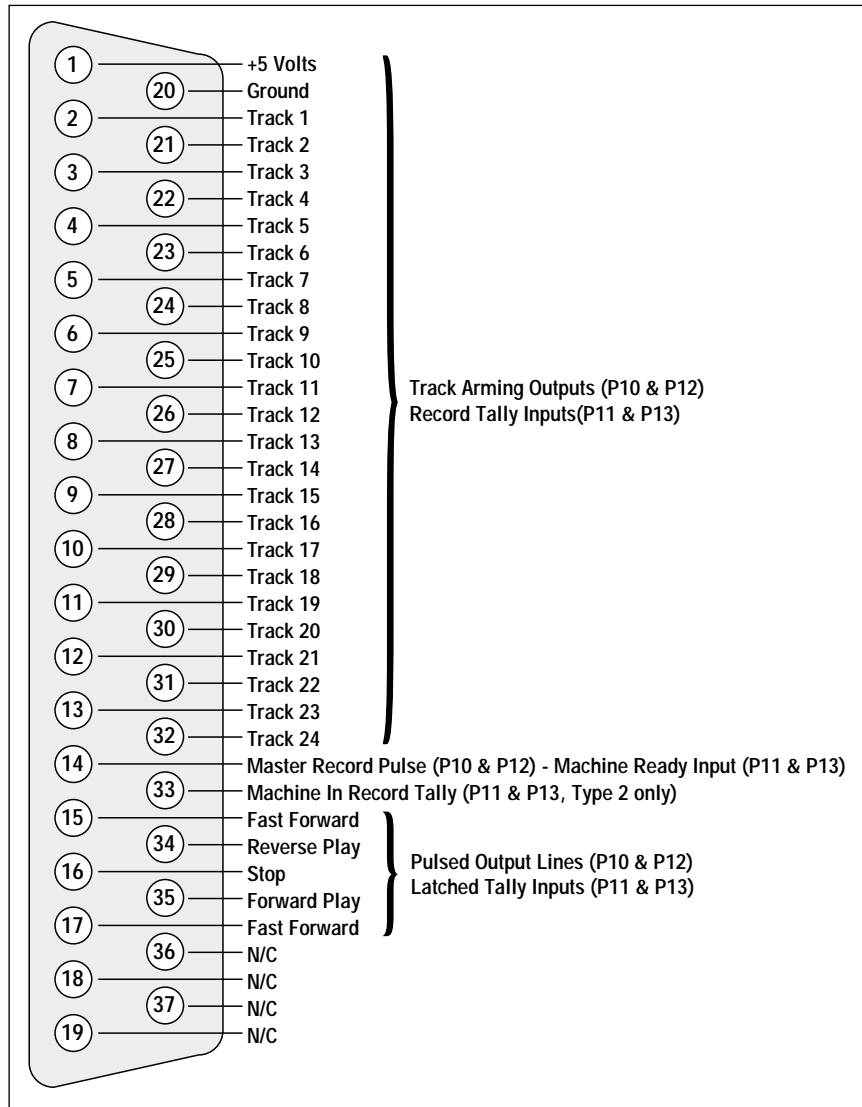 1 +5 Volts
20 Ground
2 Track 1
21 Track 2
3 Track 3
22 Track 4
4 Track 5
23 Track 6
5 Track 7
24 Track 8
6 Track 9
25 Track 10
7 Track 11
26 Track 12
8 Track 13
27 Track 14
9 Track 15
28 Track 16
10 Track 17
29 Track 18
11 Track 19
30 Track 20
12 Track 21
31 Track 22
13 Track 23
32 Track 24
Track Arming Outputs (P10 & P12)
Record Tally Inputs(P11 & P13)
14 Master Record Pulse (P10 & P12) - Machine Ready Input (P11 & P13)
33 Machine In Record Tally (P11 & P13, Type 2 only)
15 Fast Forward
34 Reverse Play
16 Stop
35 Forward Play
17 Fast Forward
Pulsed Output Lines (P10 & P12)
Latched Tally Inputs (P11 & P13)
36 N/C
18 N/C
37 N/C
19 N/C